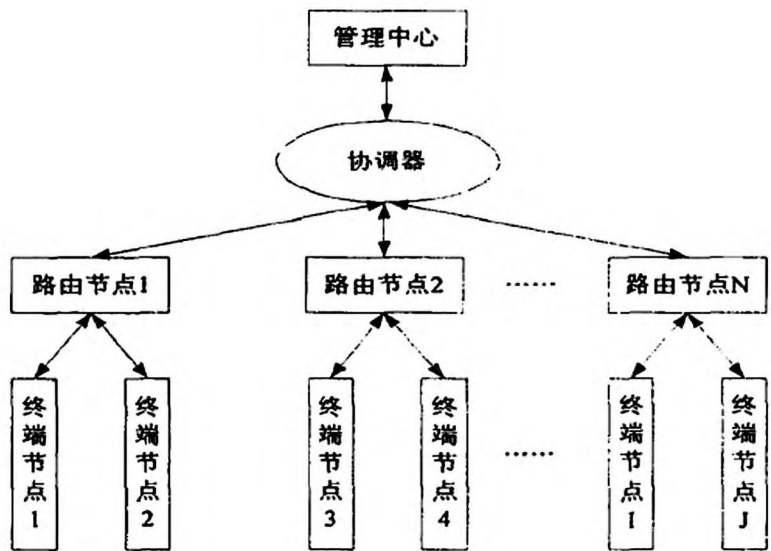 管理中心
协调器
路由节点1
路由节点2
......
路由节点N
终端节点1
终端节点2
终端节点3
终端节点4
......
终端节点I
终端节点J